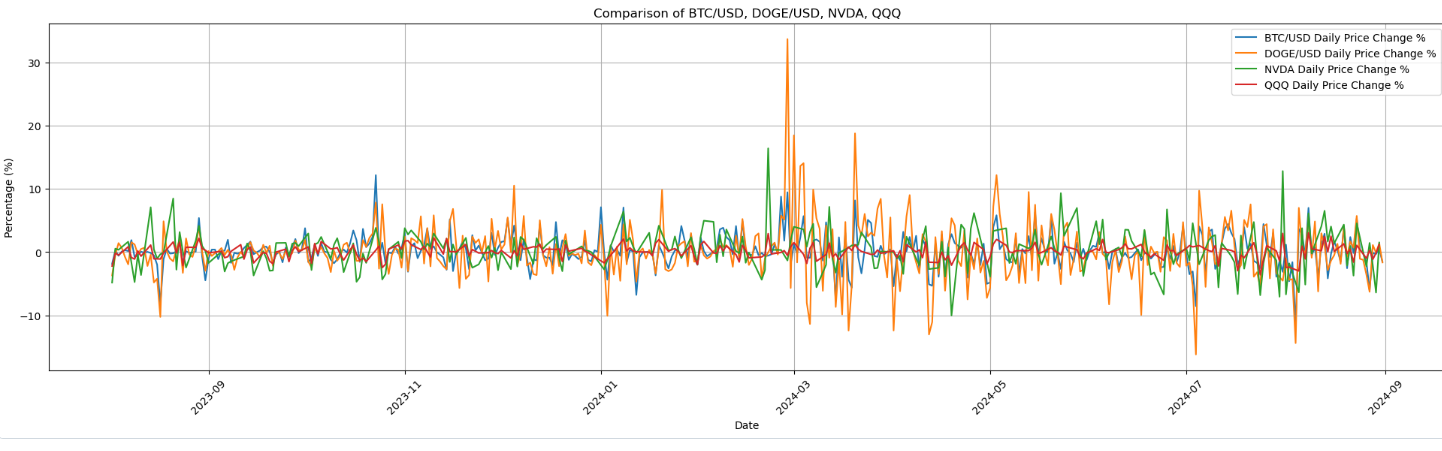 Comparison of BTC/USD, DOGE/USD, NVDA, QQQ
BTC/USD Daily Price Change %
DOGE/USD Daily Price Change %
NVDA Daily Price Change %
QQQ Daily Price Change %
Percentage (%)
30
20
10
0
−10
2023-09
2023-11
2024-01
2024-03
2024-05
2024-07
2024-09
Date